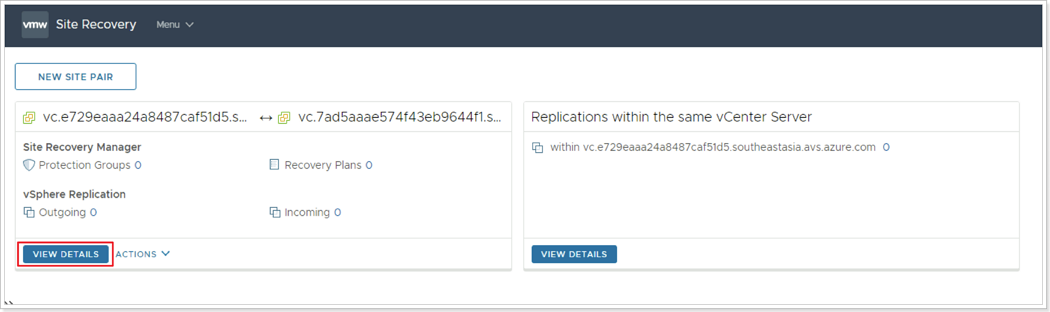 vmw Site Recovery Menu
NEW SITE PAIR
vc.e729eaaa24a8487caf51d5.s... ↔ vc.7ad5aaae574f43eb9644f1.s...
Site Recovery Manager
Protection Groups 0 Recovery Plans 0
vSphere Replication
Outgoing 0 Incoming 0
VIEW DETAILS ACTIONS
Replications within the same vCenter Server
within vc.e729eaaa24a8487caf51d5.southeastasia.avs.azure.com 0
VIEW DETAILS